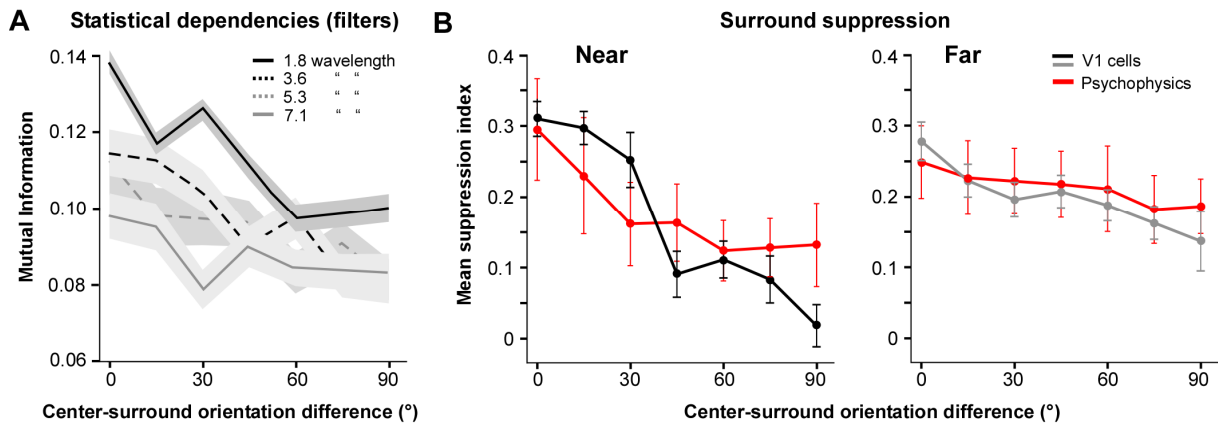 A
Statistical dependencies (filters)
0.14
0.12
0.10
0.08
0.06
Mutual Information
1.8 wavelength
3.6 “ “
5.3 “ “
7.1 “ “
0 30 60 90
Center-surround orientation difference (°)
B
Surround suppression
Near
0.4
0.3
0.2
0.1
0
Mean suppression index
0 30 60 90
Far
V1 cells
Psychophysics
0.4
0.3
0.2
0.1
0
0 30 60 90
Center-surround orientation difference (°)